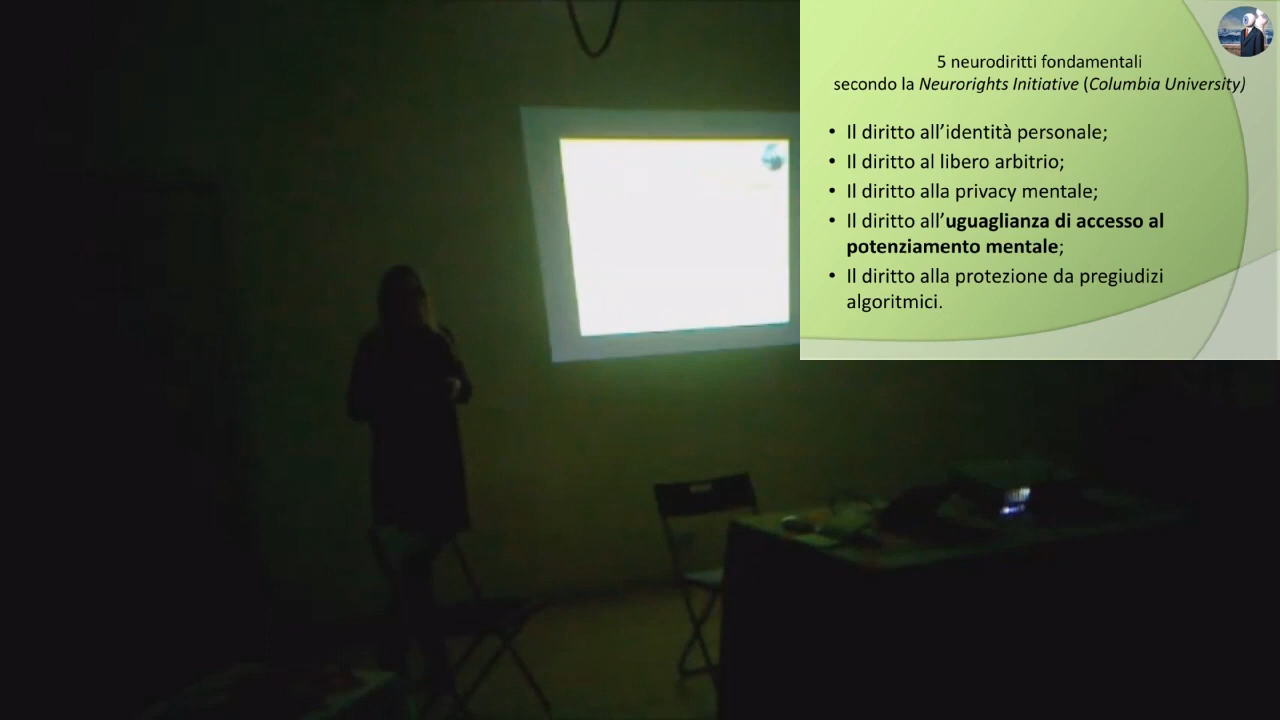 5 neurodiritti fondamentali
secondo la Neurorights Initiative (Columbia University)
• Il diritto all’identità personale;
• Il diritto al libero arbitrio;
• Il diritto alla privacy mentale;
• Il diritto all’uguaglianza di accesso al
potenziamento mentale;
• Il diritto alla protezione da pregiudizi
algoritmici.